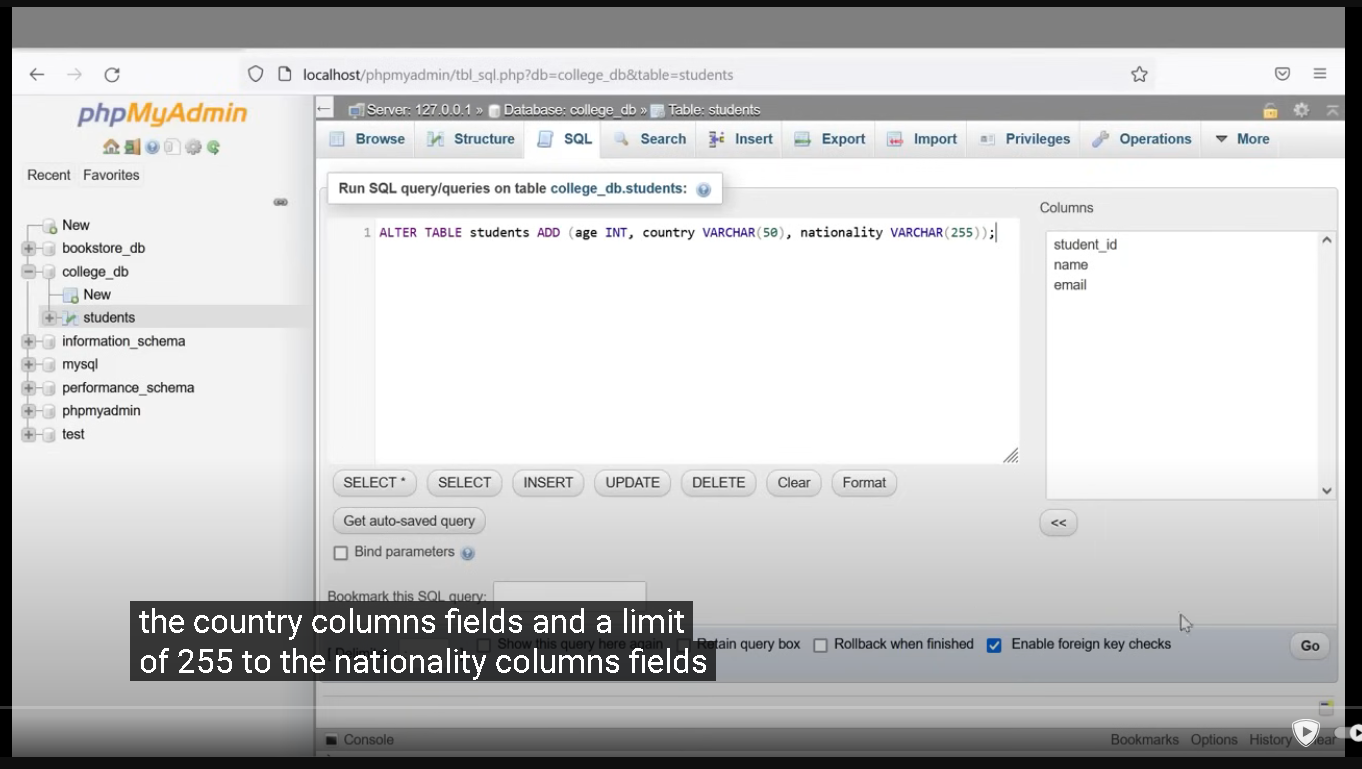 localhost/phpmyadmin/tbl_sql.php?db=college_db&table=students
phpMyAdmin
Recent Favorites
New
bookstore_db
college_db
New
students
information_schema
mysql
performance_schema
phpmyadmin
test
Server: 127.0.0.1 » Database: college_db » Table: students
Browse Structure SQL Search Insert Export Import Privileges Operations More
Run SQL query/queries on table college_db.students:
1 ALTER TABLE students ADD (age INT, country VARCHAR(50), nationality VARCHAR(255));
Columns
student_id
name
email
SELECT * SELECT INSERT UPDATE DELETE Clear Format
Get auto-saved query
<<
Bind parameters
Bookmark this SQL query:
Show this query here again Retain query box Rollback when finished Enable foreign key checks Go
the country columns fields and a limit
of 255 to the nationality columns fields
Console
Bookmarks Options History